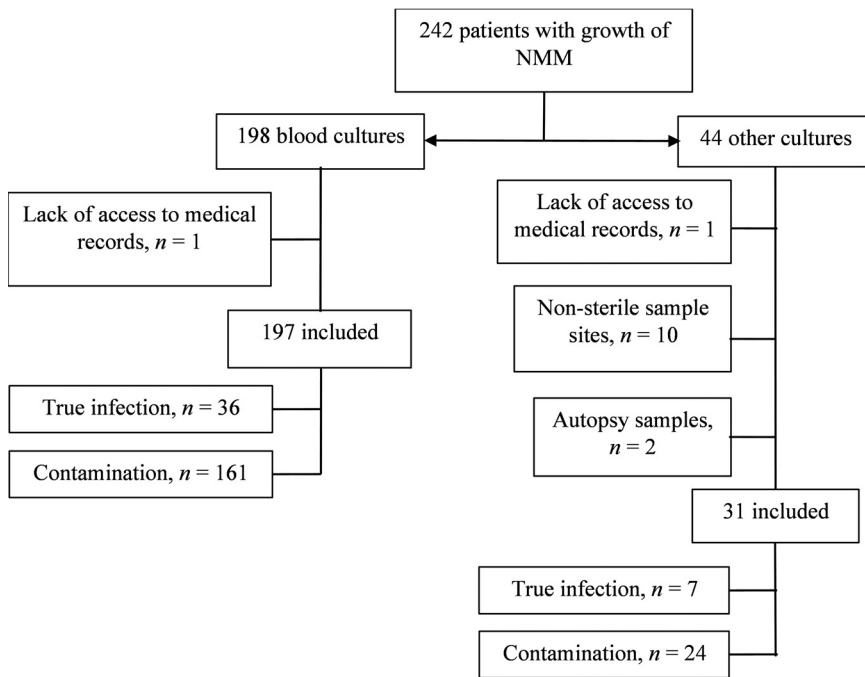 242 patients with growth of
NMM
198 blood cultures
44 other cultures
Lack of access to medical
records, n = 1
197 included
True infection, n = 36
Contamination, n = 161
Lack of access to
medical records, n = 1
Non-sterile sample
sites, n = 10
Autopsy samples,
n = 2
31 included
True infection, n = 7
Contamination, n = 24